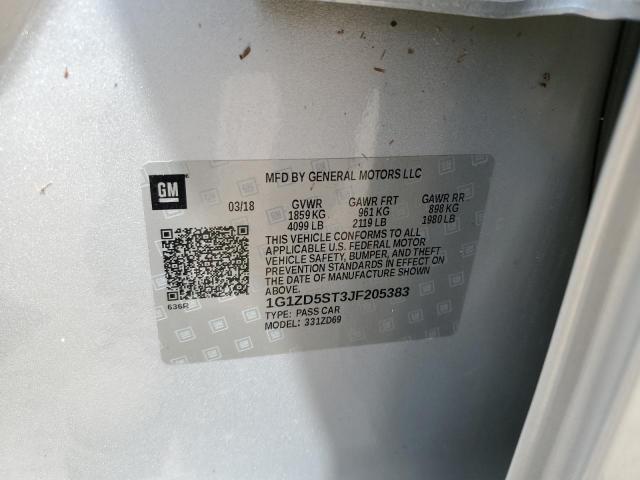 MFD BY GENERAL MOTORS LLC
GM
03/18 GVWR GAWR FRT GAWR RR
1859 KG 961 KG 898 KG
4099 LB 2119 LB 1980 LB
THIS VEHICLE CONFORMS TO ALL
APPLICABLE U.S. FEDERAL MOTOR
VEHICLE SAFETY, BUMPER, AND THEFT
PREVENTION STANDARDS IN EFFECT ON
THE DATE OF MANUFACTURE SHOWN
ABOVE.
636R
1G1ZD5ST3JF205383
TYPE: PASS CAR
MODEL: 331ZD69